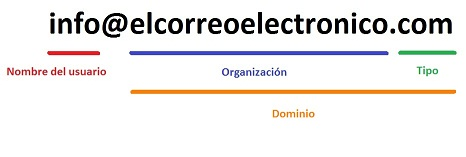 info@elcorreoelectronico.com
Nombre del usuario Organización Tipo
Dominio